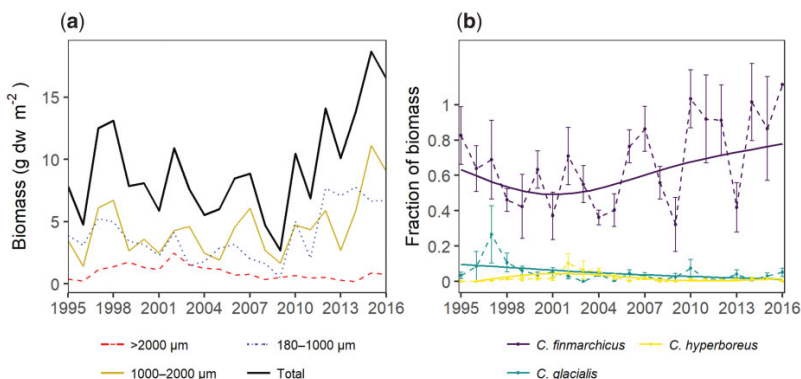 (a)
(b)
Biomass (g dw m⁻²)
15
10
5
0
1995 1998 2001 2004 2007 2010 2013 2016
Fraction of biomass
1
0.8
0.6
0.4
0.2
0
1995 1998 2001 2004 2007 2010 2013 2016
>2000 µm
180–1000 µm
1000–2000 µm
Total
C. finmarchicus
C. hyperboreus
C. glacialis